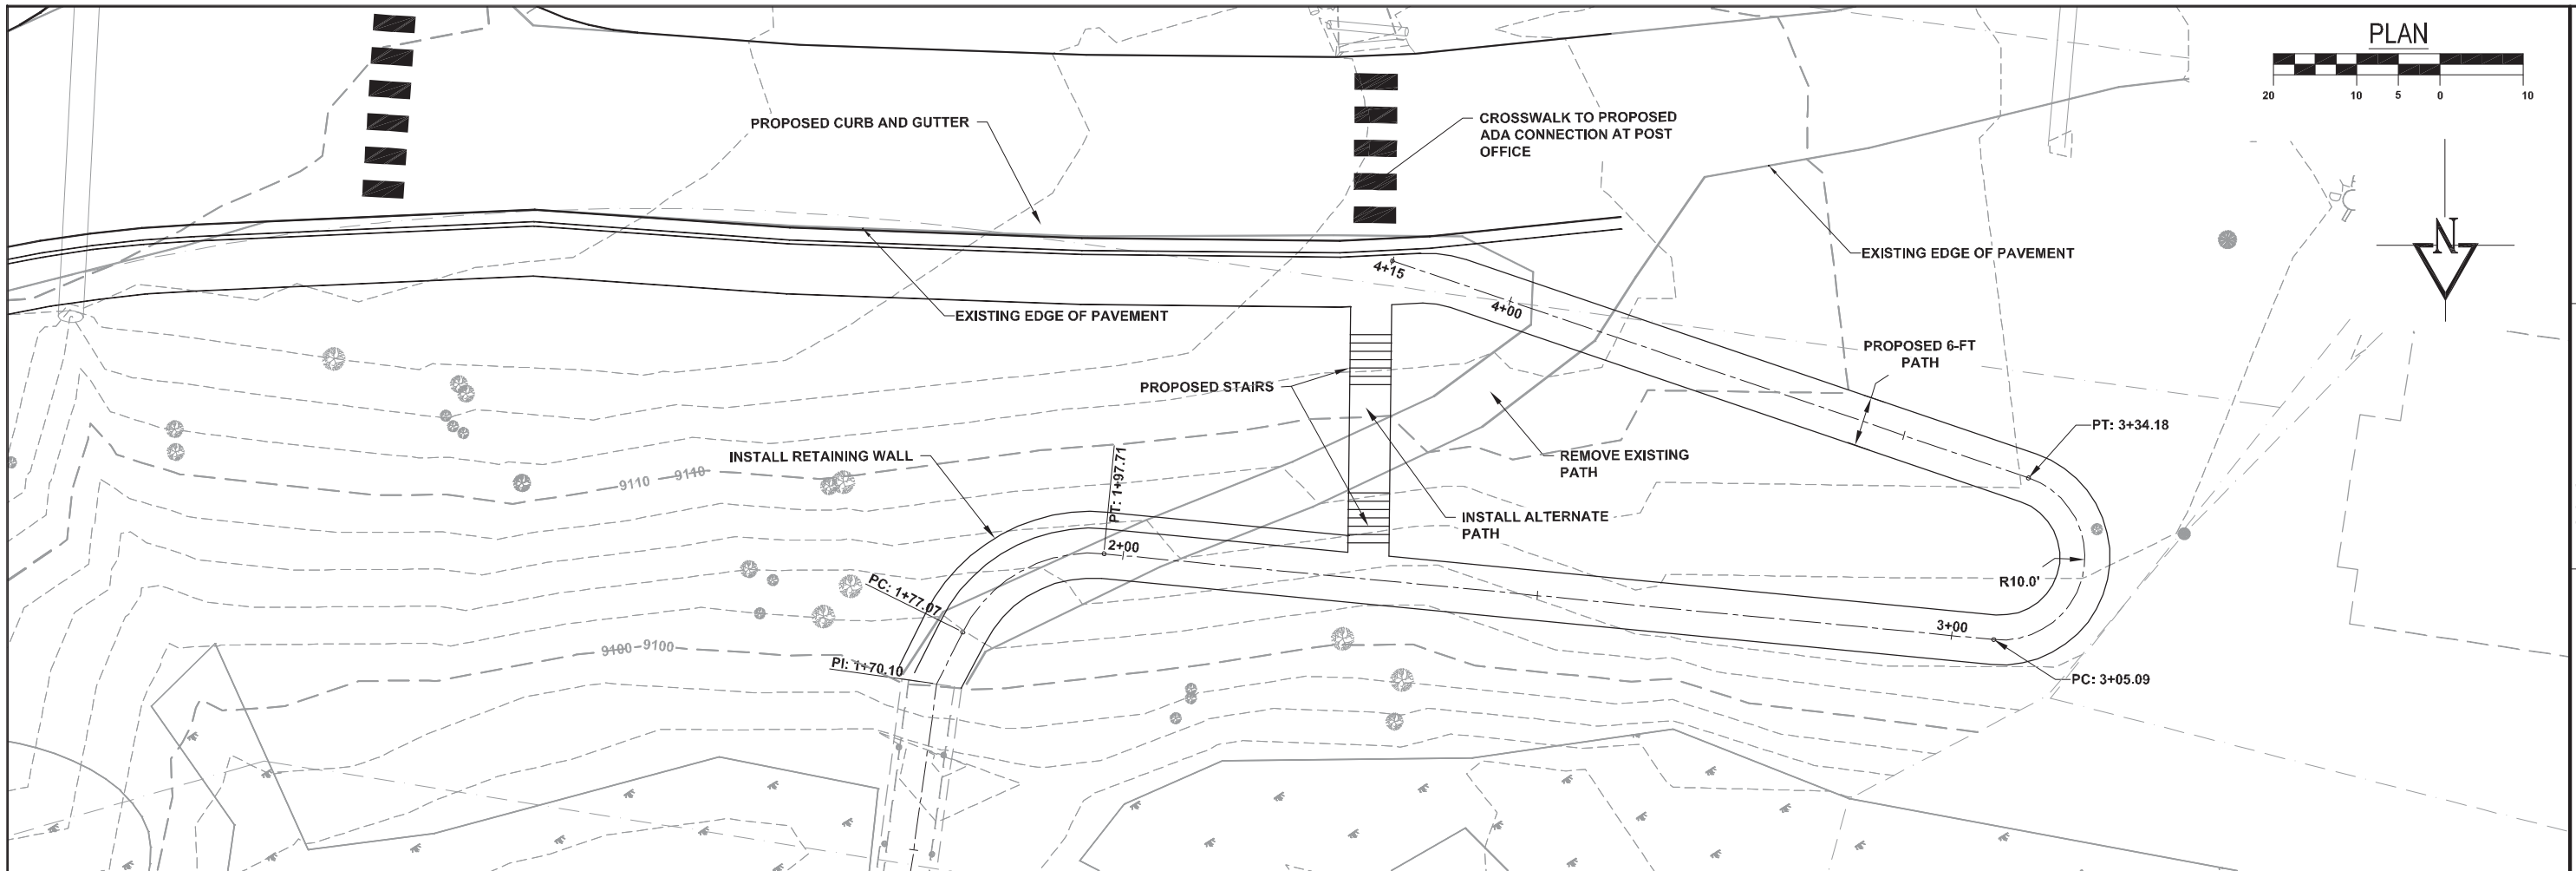 PLAN
20 10 5 0 10
N
PROPOSED CURB AND GUTTER
CROSSWALK TO PROPOSED
ADA CONNECTION AT POST
OFFICE
EXISTING EDGE OF PAVEMENT
4+15
4+00
EXISTING EDGE OF PAVEMENT
PROPOSED 6-FT
PATH
PROPOSED STAIRS
PT: 3+34.18
INSTALL RETAINING WALL
REMOVE EXISTING
PATH
9110 9110
PT: 1+97.71
INSTALL ALTERNATE
PATH
2+00
R10.0'
PC: 1+77.07
3+00
9100 9100
PI: 1+70.10
PC: 3+05.09